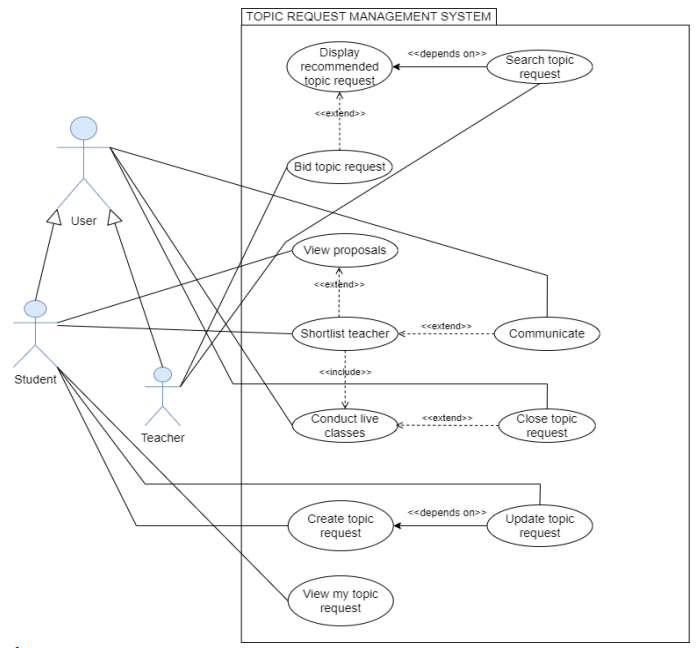 TOPIC REQUEST MANAGEMENT SYSTEM
Display
recommended
topic request
<<depends on>>
Search topic
request
<<extend>>
Bid topic request
User
View proposals
<<extend>>
Shortlist teacher
<<extend>>
Communicate
Student
<<include>>
Teacher
Conduct live
classes
<<extend>>
Close topic
request
Create topic
request
<<depends on>>
Update topic
request
View my topic
request